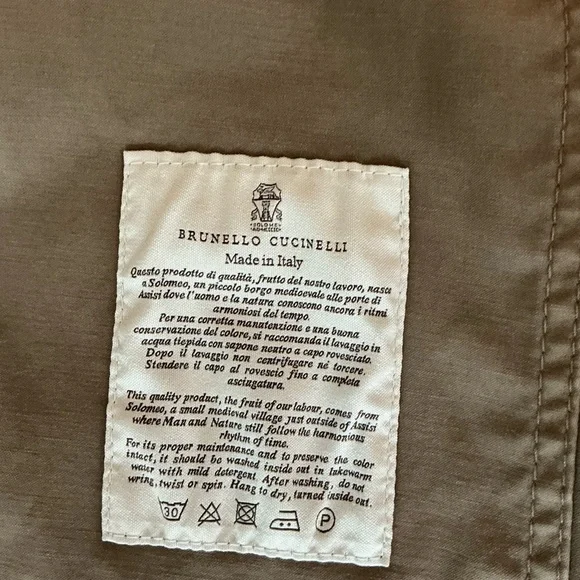 SOLOMEO
BRUNELLO CUCINELLI
Made in Italy
Questo prodotto di qualità, frutto del nostro lavoro, nasce
a Solomeo, un piccolo borgo medioevale alle porte di
Assisi dove l'uomo e la natura conoscono ancora i ritmi
armoniosi del tempo.
Per una corretta manutenzione e una buona
conservazione del colore, si raccomanda il lavaggio in
acqua tiepida con sapone neutro a capo rovesciato.
Dopo il lavaggio non centrifugare né torcere.
Stendere il capo al rovescio fino a completa
asciugatura.
This quality product, the fruit of our labour, comes from
Solomeo, a small medieval village just outside of Assisi
where Man and Nature still follow the harmonious
rhythm of time.
For its proper maintenance and to preserve the color
intact, it should be washed inside out in lukewarm
water with mild detergent. After washing, do not
wring, twist or spin. Hang to dry, turned inside out.
30 P